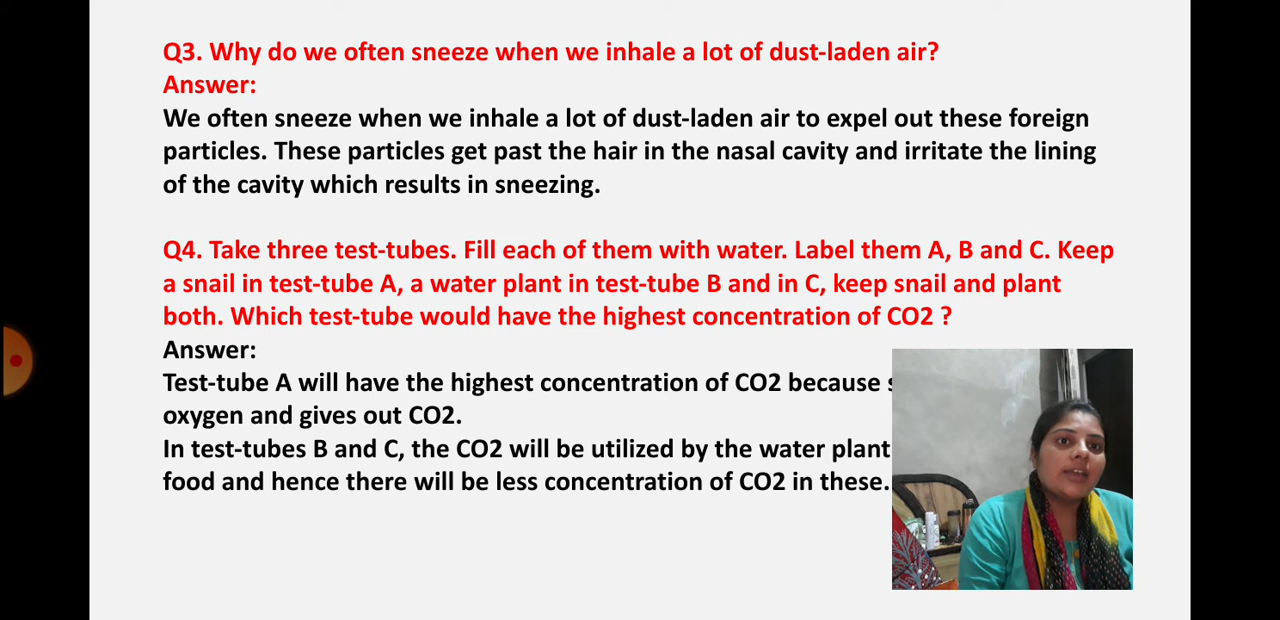 Q3. Why do we often sneeze when we inhale a lot of dust-laden air?
Answer:
We often sneeze when we inhale a lot of dust-laden air to expel out these foreign
particles. These particles get past the hair in the nasal cavity and irritate the lining
of the cavity which results in sneezing.
Q4. Take three test-tubes. Fill each of them with water. Label them A, B and C. Keep
a snail in test-tube A, a water plant in test-tube B and in C, keep snail and plant
both. Which test-tube would have the highest concentration of CO2 ?
Answer:
Test-tube A will have the highest concentration of CO2 because
oxygen and gives out CO2.
In test-tubes B and C, the CO2 will be utilized by the water plant
food and hence there will be less concentration of CO2 in these.